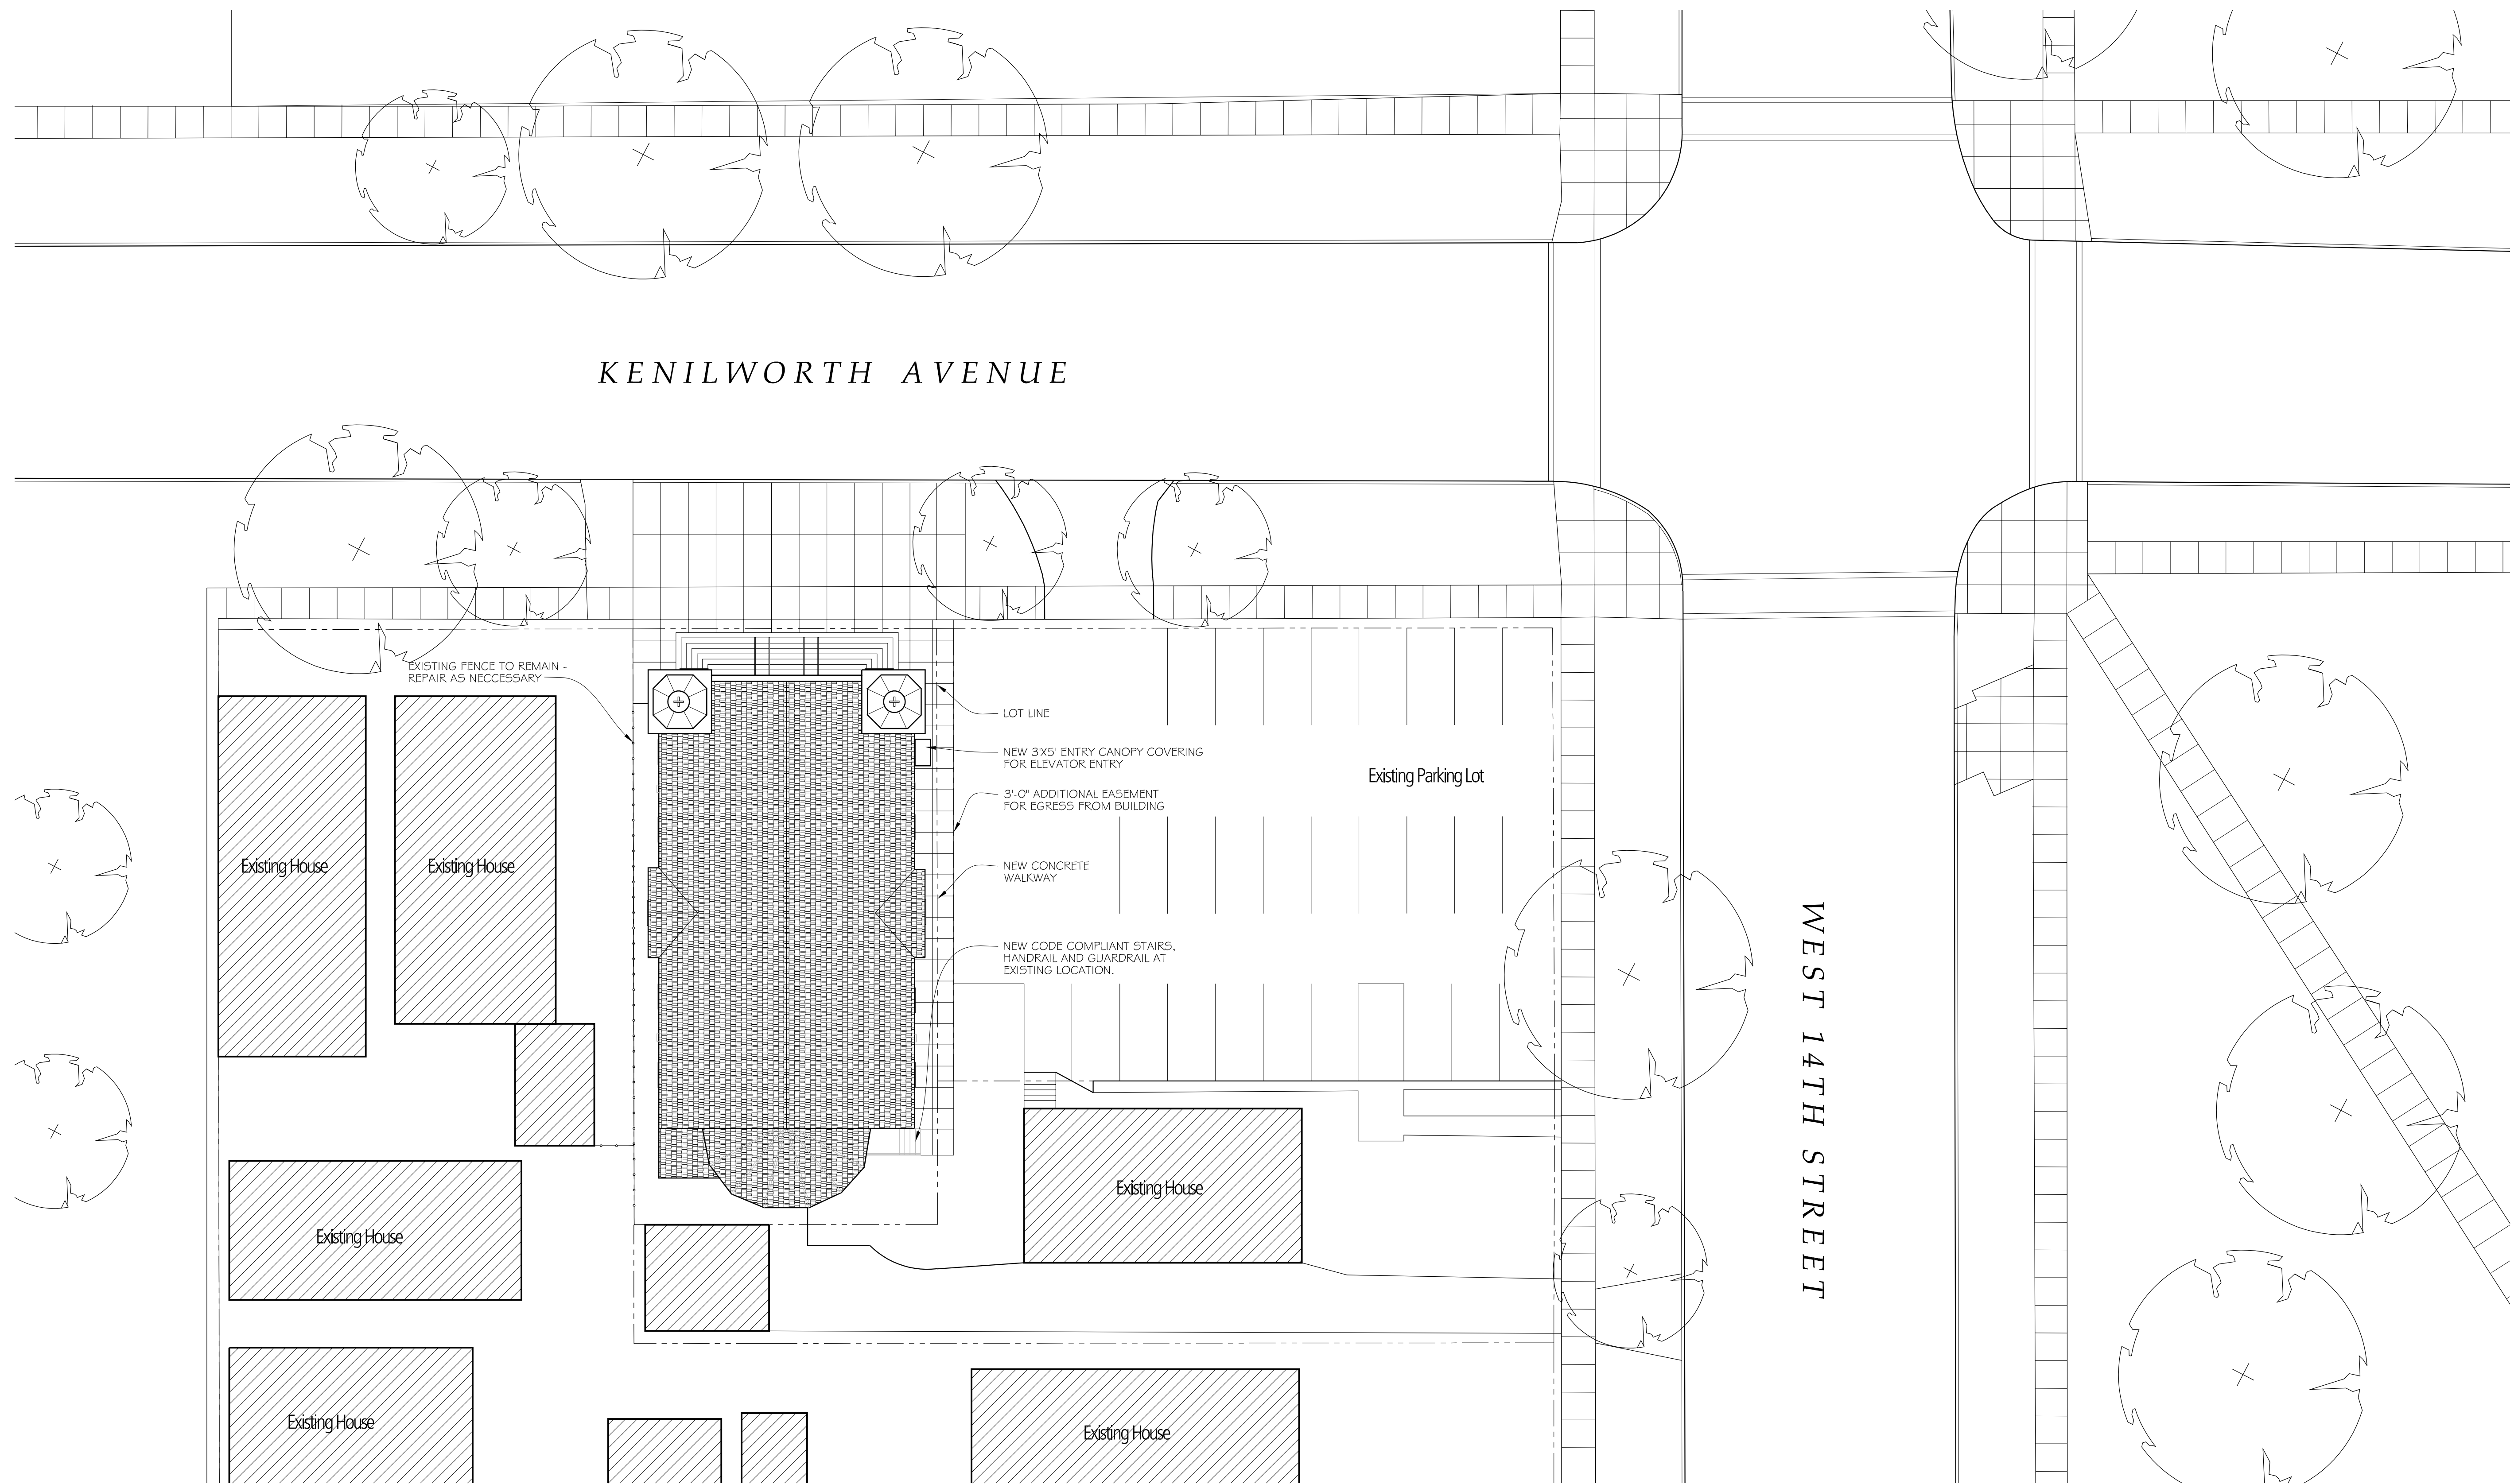 KENILWORTH AVENUE
EXISTING FENCE TO REMAIN -
REPAIR AS NECCESSARY
LOT LINE
NEW 3'X5' ENTRY CANOPY COVERING
FOR ELEVATOR ENTRY
Existing Parking Lot
3'-0" ADDITIONAL EASEMENT
FOR EGRESS FROM BUILDING
Existing House
Existing House
NEW CONCRETE
WALKWAY
NEW CODE COMPLIANT STAIRS,
HANDRAIL AND GUARDRAIL AT
EXISTING LOCATION.
WEST 14TH STREET
Existing House
Existing House
Existing House
Existing House